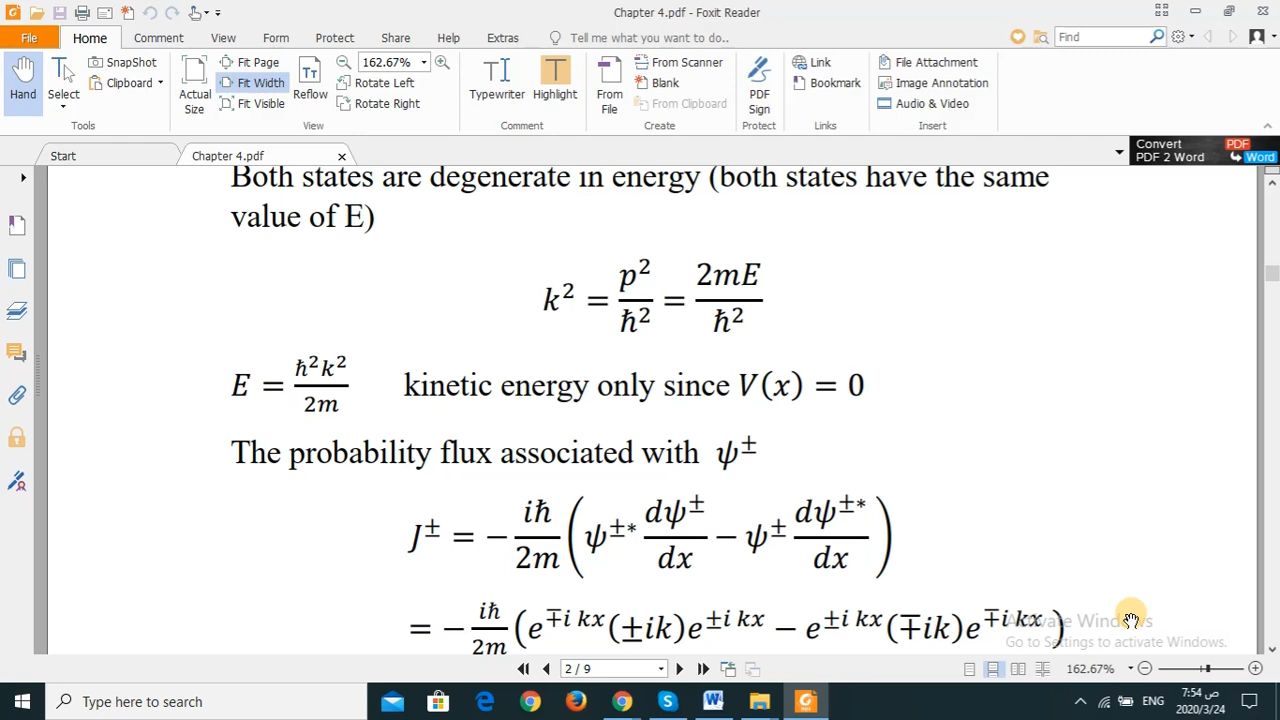 Chapter 4.pdf - Foxit Reader
File Home Comment View Form Protect Share Help Extras Tell me what you want to do.. Find
Hand Select SnapShot Clipboard
Tools
Actual Size Fit Page Fit Width Fit Visible Reflow 162.67% Rotate Left Rotate Right
View
Typewriter Highlight
Comment
From File From Scanner Blank From Clipboard
Create
PDF Sign
Protect
Link Bookmark
Links
File Attachment Image Annotation Audio & Video
Insert
Start Chapter 4.pdf
Convert PDF
PDF 2 Word Word
Both states are degenerate in energy (both states have the same
value of E)
k² = p²/ħ² = 2mE/ħ²
E = ħ²k²/2m kinetic energy only since V(x) = 0
The probability flux associated with ψ^±
J^± = − iħ/2m (ψ^±* dψ^±/dx − ψ^± dψ^±*/dx)
= − iħ/2m (e^∓i kx (±ik)e^±i kx − e^±i kx (∓ik)e^∓i kx)
Activate Windows
Go to Settings to activate Windows.
2 / 9 162.67%
Type here to search
ENG
7:54 ص
2020/3/24